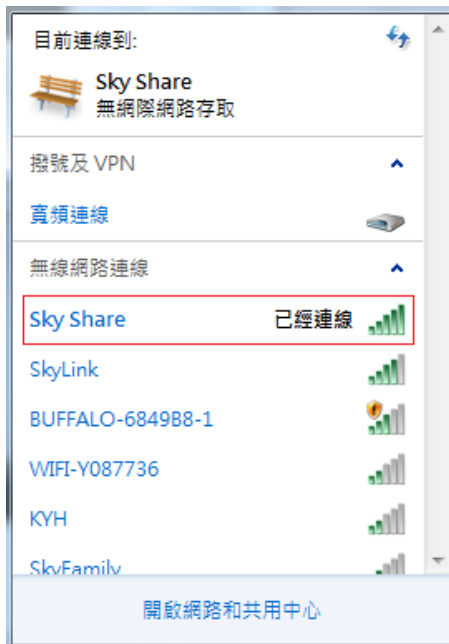 目前連線到:
Sky Share
無網際網路存取
撥號及 VPN
寬頻連線
無線網路連線
Sky Share 已經連線
SkyLink
BUFFALO-6849B8-1
WIFI-Y087736
KYH
SkyFamily
開啟網路和共用中心